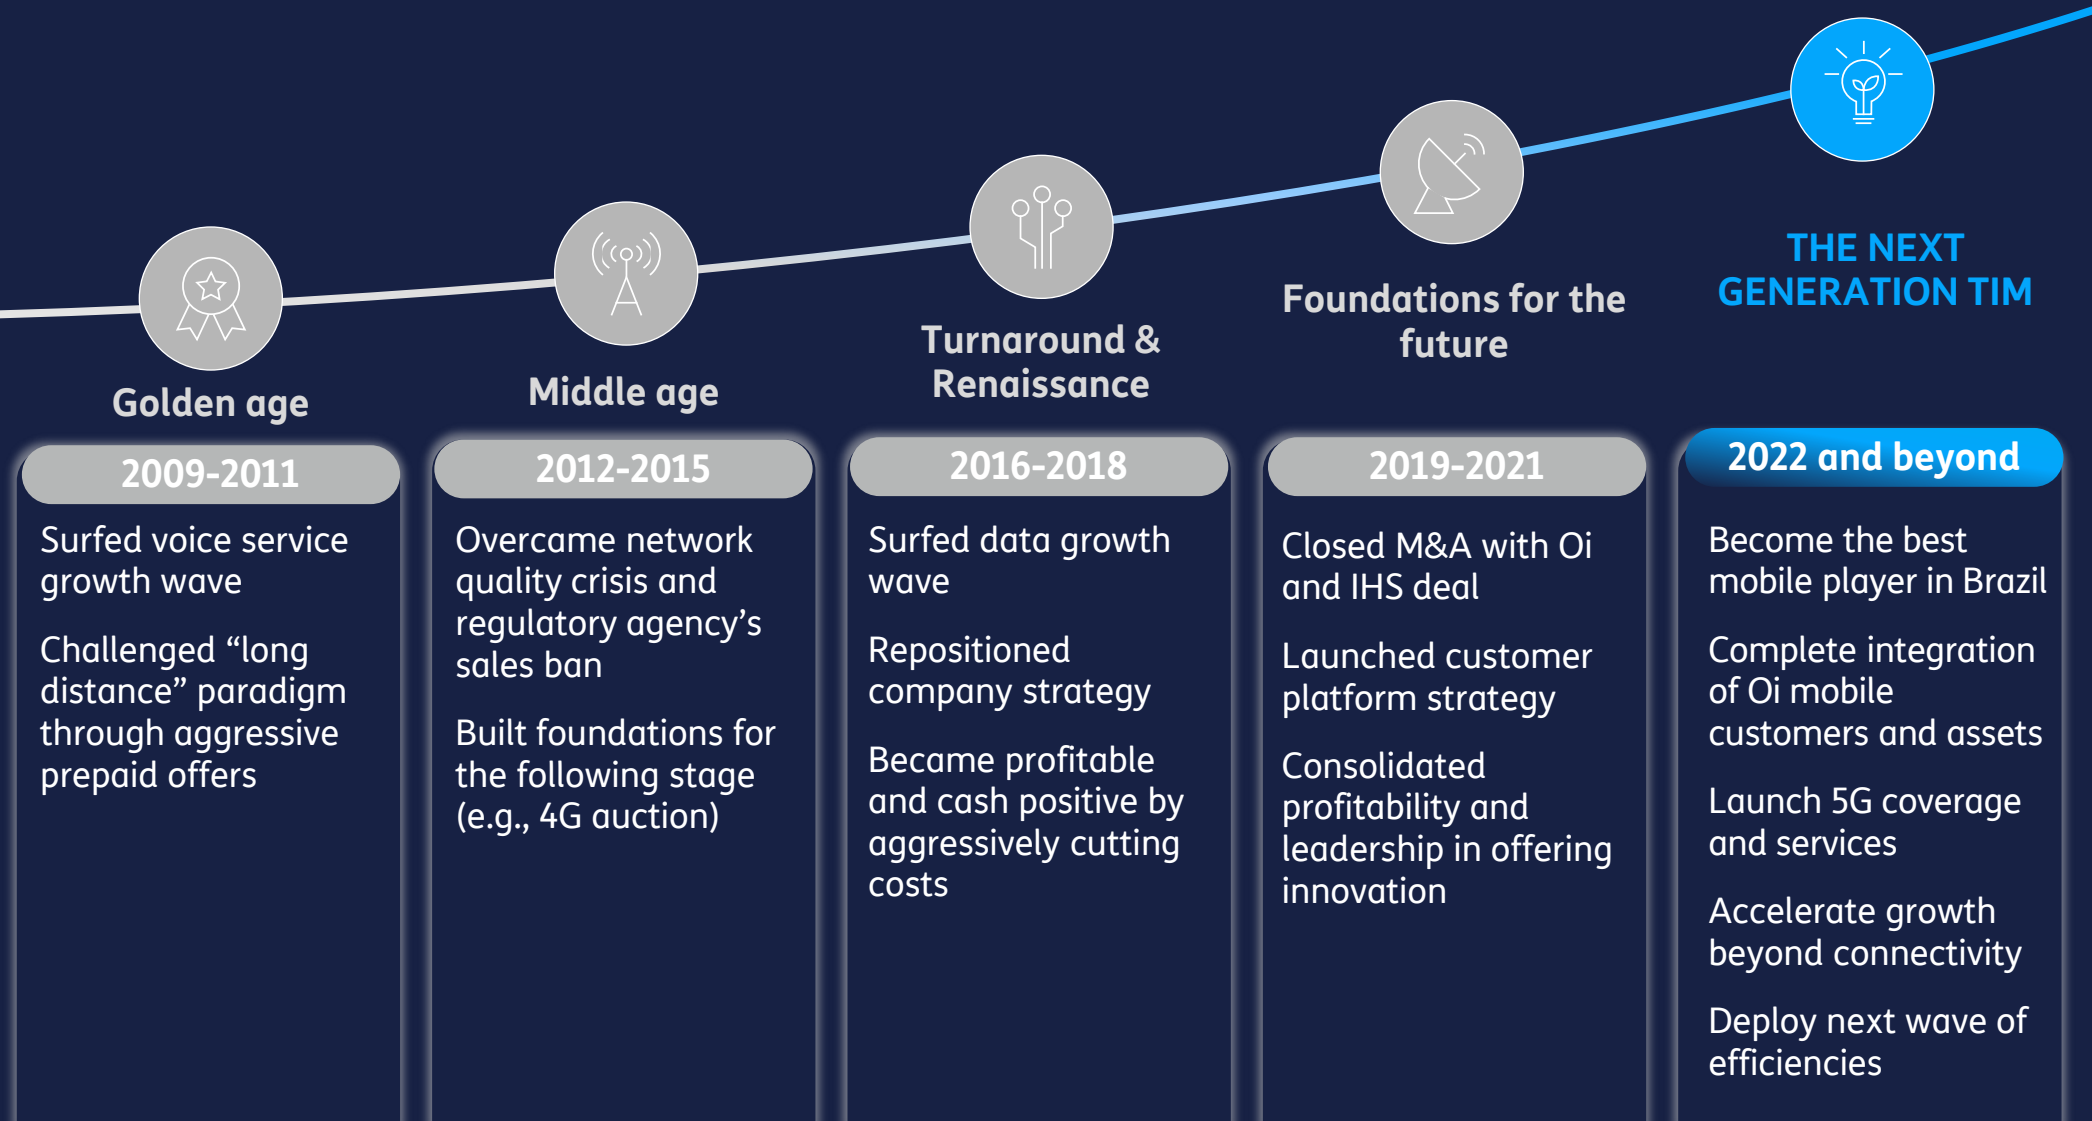 Golden age
2009-2011
Surfed voice service
growth wave
Challenged “long
distance” paradigm
through aggressive
prepaid offers
Middle age
2012-2015
Overcame network
quality crisis and
regulatory agency’s
sales ban
Built foundations for
the following stage
(e.g., 4G auction)
Turnaround &
Renaissance
2016-2018
Surfed data growth
wave
Repositioned
company strategy
Became profitable
and cash positive by
aggressively cutting
costs
Foundations for the
future
2019-2021
Closed M&A with Oi
and IHS deal
Launched customer
platform strategy
Consolidated
profitability and
leadership in offering
innovation
THE NEXT
GENERATION TIM
2022 and beyond
Become the best
mobile player in Brazil
Complete integration
of Oi mobile
customers and assets
Launch 5G coverage
and services
Accelerate growth
beyond connectivity
Deploy next wave of
efficiencies